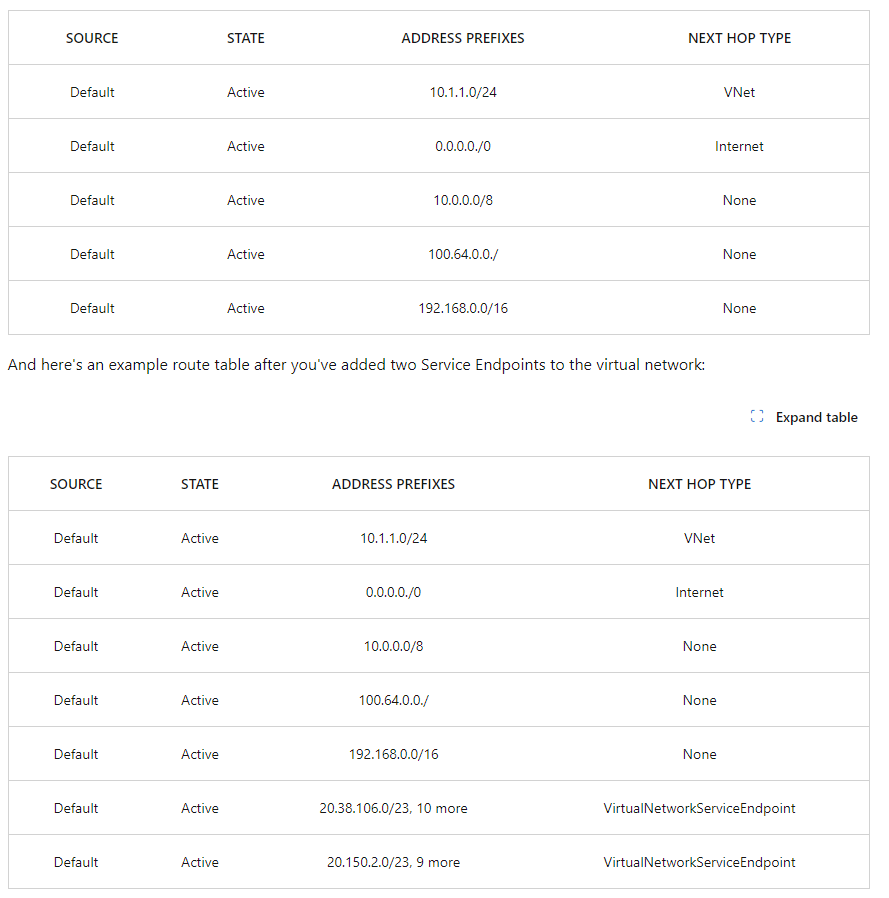 SOURCE STATE ADDRESS PREFIXES NEXT HOP TYPE
Default Active 10.1.1.0/24 VNet
Default Active 0.0.0.0./0 Internet
Default Active 10.0.0.0/8 None
Default Active 100.64.0.0./ None
Default Active 192.168.0.0/16 None
And here's an example route table after you've added two Service Endpoints to the virtual network:
Expand table
SOURCE STATE ADDRESS PREFIXES NEXT HOP TYPE
Default Active 10.1.1.0/24 VNet
Default Active 0.0.0.0./0 Internet
Default Active 10.0.0.0/8 None
Default Active 100.64.0.0./ None
Default Active 192.168.0.0/16 None
Default Active 20.38.106.0/23, 10 more VirtualNetworkServiceEndpoint
Default Active 20.150.2.0/23, 9 more VirtualNetworkServiceEndpoint